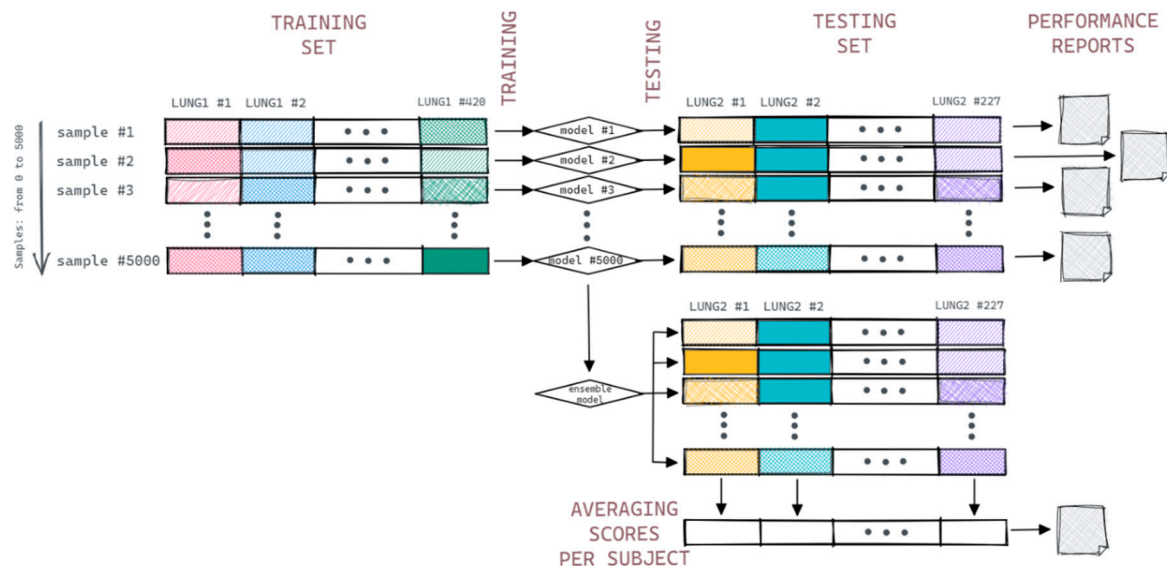 TRAINING
SET
TRAINING
TESTING
TESTING
SET
PERFORMANCE
REPORTS
LUNG1 #1 LUNG1 #2 LUNG1 #420
LUNG2 #1 LUNG2 #2 LUNG2 #227
Samples: from 0 to 5000
sample #1
model #1
sample #2
model #2
sample #3
model #3
sample #5000
model #5000
LUNG2 #1 LUNG2 #2 LUNG2 #227
ensemble
model
AVERAGING
SCORES
PER SUBJECT